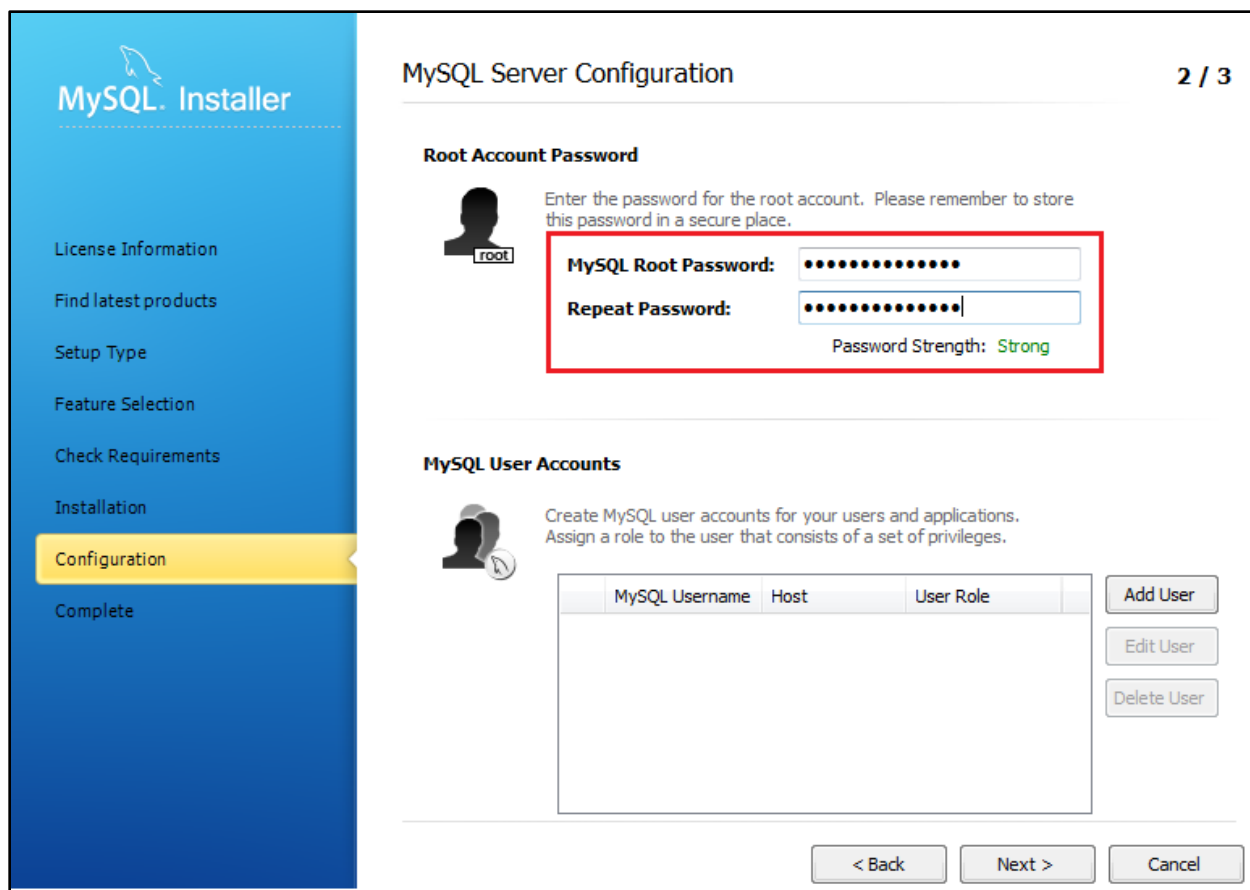 MySQL. Installer
License Information
Find latest products
Setup Type
Feature Selection
Check Requirements
Installation
Configuration
Complete
MySQL Server Configuration
2 / 3
Root Account Password
Enter the password for the root account. Please remember to store
this password in a secure place.
root
MySQL Root Password: ●●●●●●●●●●●●●●
Repeat Password: ●●●●●●●●●●●●●●
Password Strength: Strong
MySQL User Accounts
Create MySQL user accounts for your users and applications.
Assign a role to the user that consists of a set of privileges.
MySQL Username Host User Role
Add User
Edit User
Delete User
< Back Next > Cancel